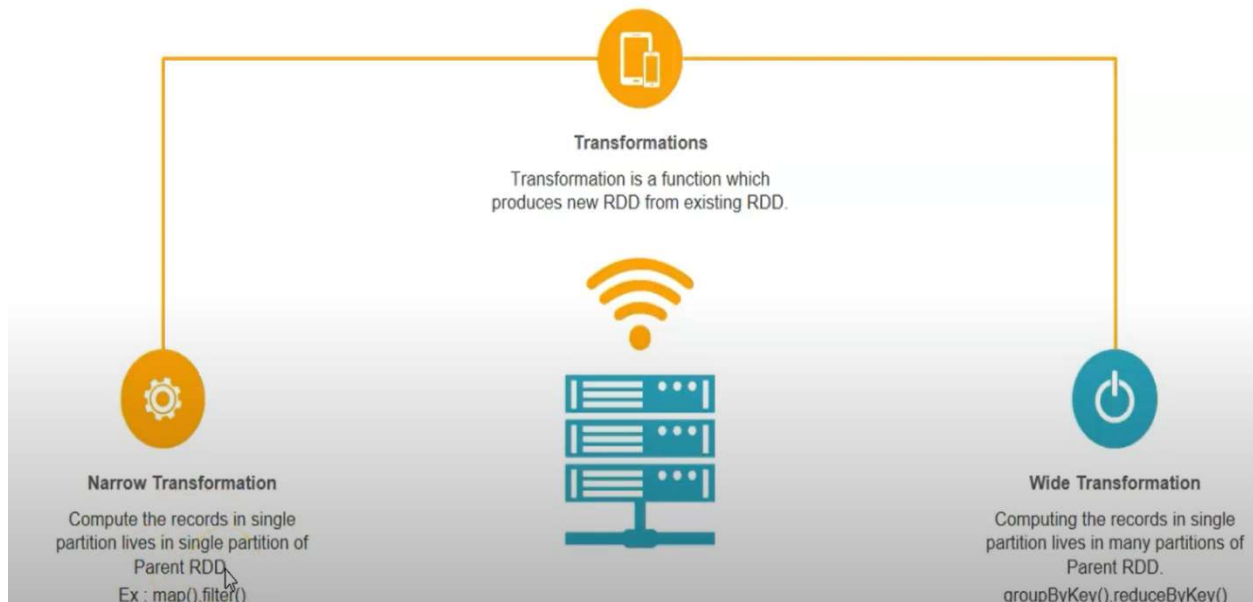 Transformations
Transformation is a function which
produces new RDD from existing RDD.
Narrow Transformation
Compute the records in single
partition lives in single partition of
Parent RDD.
Ex : map().filter()
Wide Transformation
Computing the records in single
partition lives in many partitions of
Parent RDD.
groupByKey().reduceByKey()